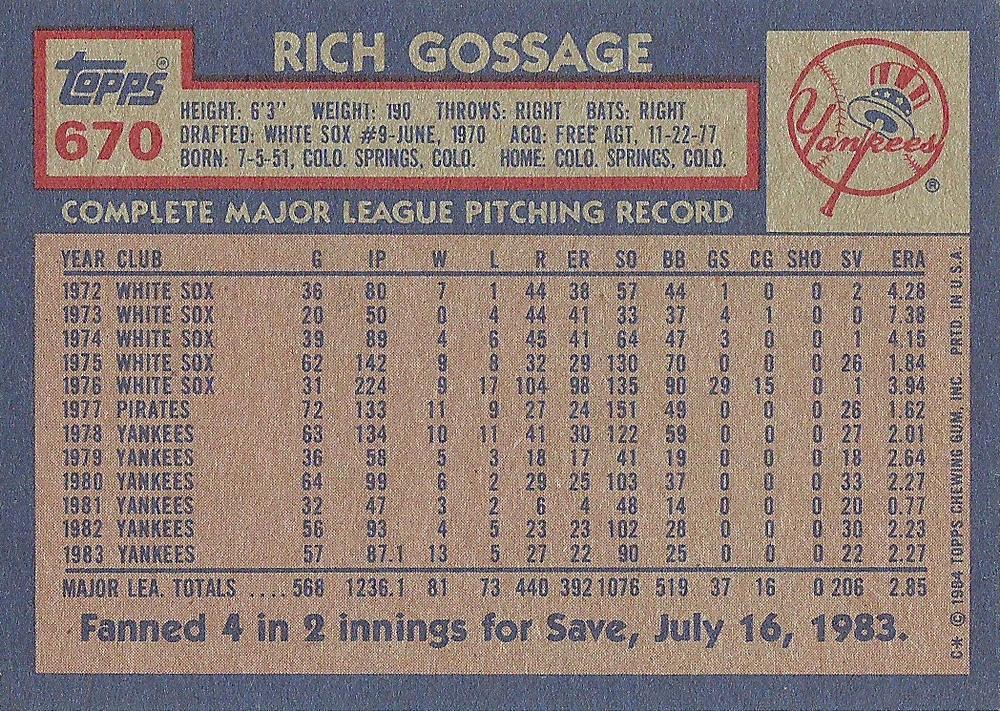 RICH GOSSAGE
Topps®
670
HEIGHT: 6'3" WEIGHT: 190 THROWS: RIGHT BATS: RIGHT
DRAFTED: WHITE SOX #9-JUNE, 1970 ACQ: FREE AGT, 11-22-77
BORN: 7-5-51, COLO. SPRINGS, COLO. HOME: COLO. SPRINGS, COLO.
Yankees®
COMPLETE MAJOR LEAGUE PITCHING RECORD
YEAR CLUB G IP W L R ER SO BB GS CG SHO SV ERA
1972 WHITE SOX 36 80 7 1 44 38 57 44 1 0 0 2 4.28
1973 WHITE SOX 20 50 0 4 44 41 33 37 4 1 0 0 7.38
1974 WHITE SOX 39 89 4 6 45 41 64 47 3 0 0 1 4.15
1975 WHITE SOX 62 142 9 8 32 29 130 70 0 0 0 26 1.84
1976 WHITE SOX 31 224 9 17 104 98 135 90 29 15 0 1 3.94
1977 PIRATES 72 133 11 9 27 24 151 49 0 0 0 26 1.62
1978 YANKEES 63 134 10 11 41 30 122 59 0 0 0 27 2.01
1979 YANKEES 36 58 5 3 18 17 41 19 0 0 0 18 2.64
1980 YANKEES 64 99 6 2 29 25 103 37 0 0 0 33 2.27
1981 YANKEES 32 47 3 2 6 4 48 14 0 0 0 20 0.77
1982 YANKEES 56 93 4 5 23 23 102 28 0 0 0 30 2.23
1983 YANKEES 57 87.1 13 5 27 22 90 25 0 0 0 22 2.27
MAJOR LEA. TOTALS .... 568 1236.1 81 73 440 392 1076 519 37 16 0 206 2.85
Fanned 4 in 2 innings for Save, July 16, 1983.
C* © 1984 TOPPS CHEWING GUM, INC. PRTD. IN U.S.A.